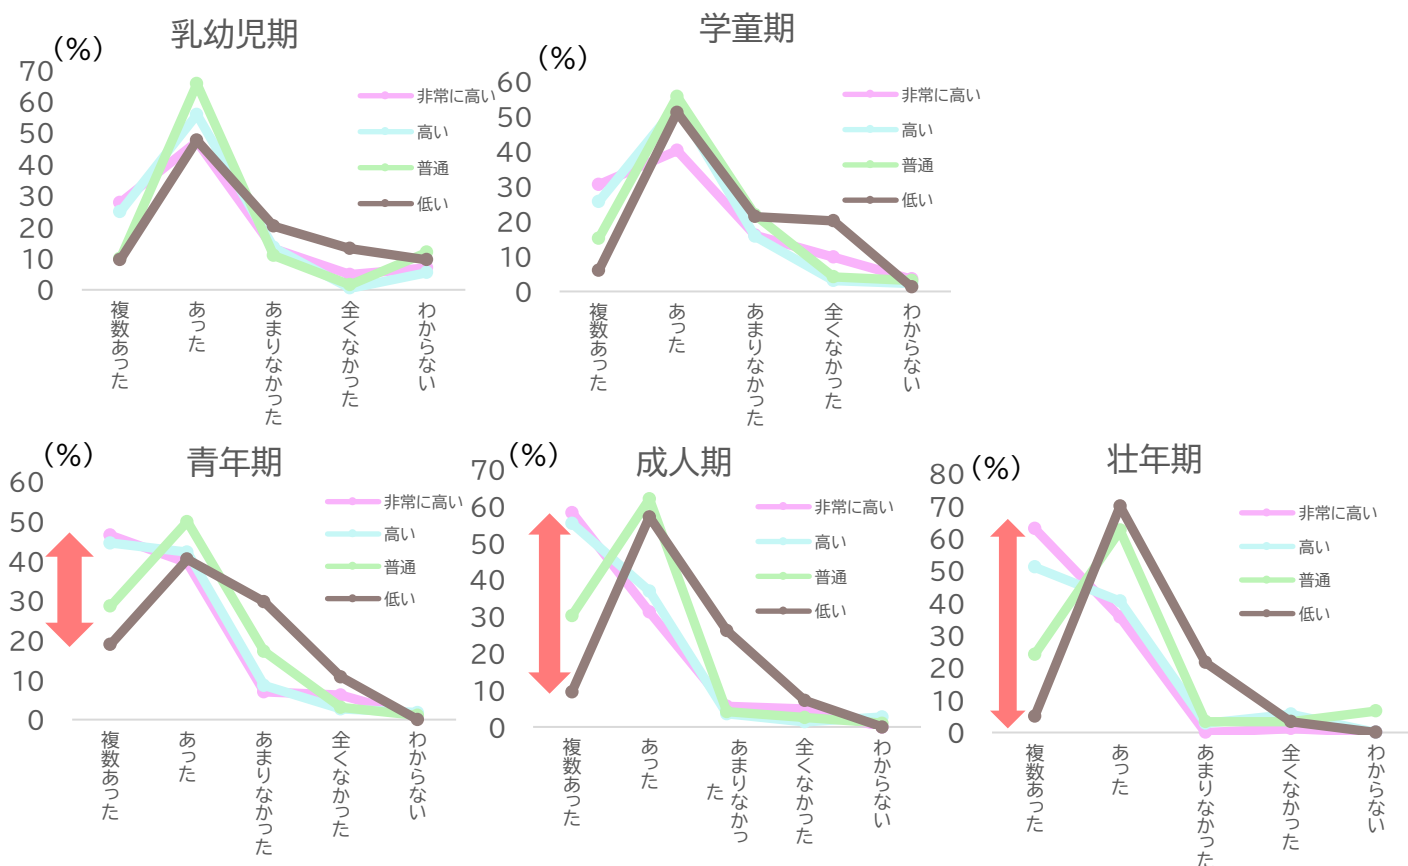 乳幼児期
(%)
70
60
50
40
30
20
10
0
非常に高い
高い
普通
低い
複数あった
あった
あまりなかった
全くなかった
わからない
学童期
(%)
60
50
40
30
20
10
0
非常に高い
高い
普通
低い
複数あった
あった
あまりなかった
全くなかった
わからない
青年期
(%)
60
50
40
30
20
10
0
非常に高い
高い
普通
低い
複数あった
あった
あまりなかった
全くなかった
わからない
成人期
(%)
70
60
50
40
30
20
10
0
非常に高い
高い
普通
低い
複数あった
あった
あまりなかっ
た
全くなかった
わからない
壮年期
(%)
80
70
60
50
40
30
20
10
0
非常に高い
高い
普通
低い
複数あった
あった
あまりなかった
全くなかった
わからない